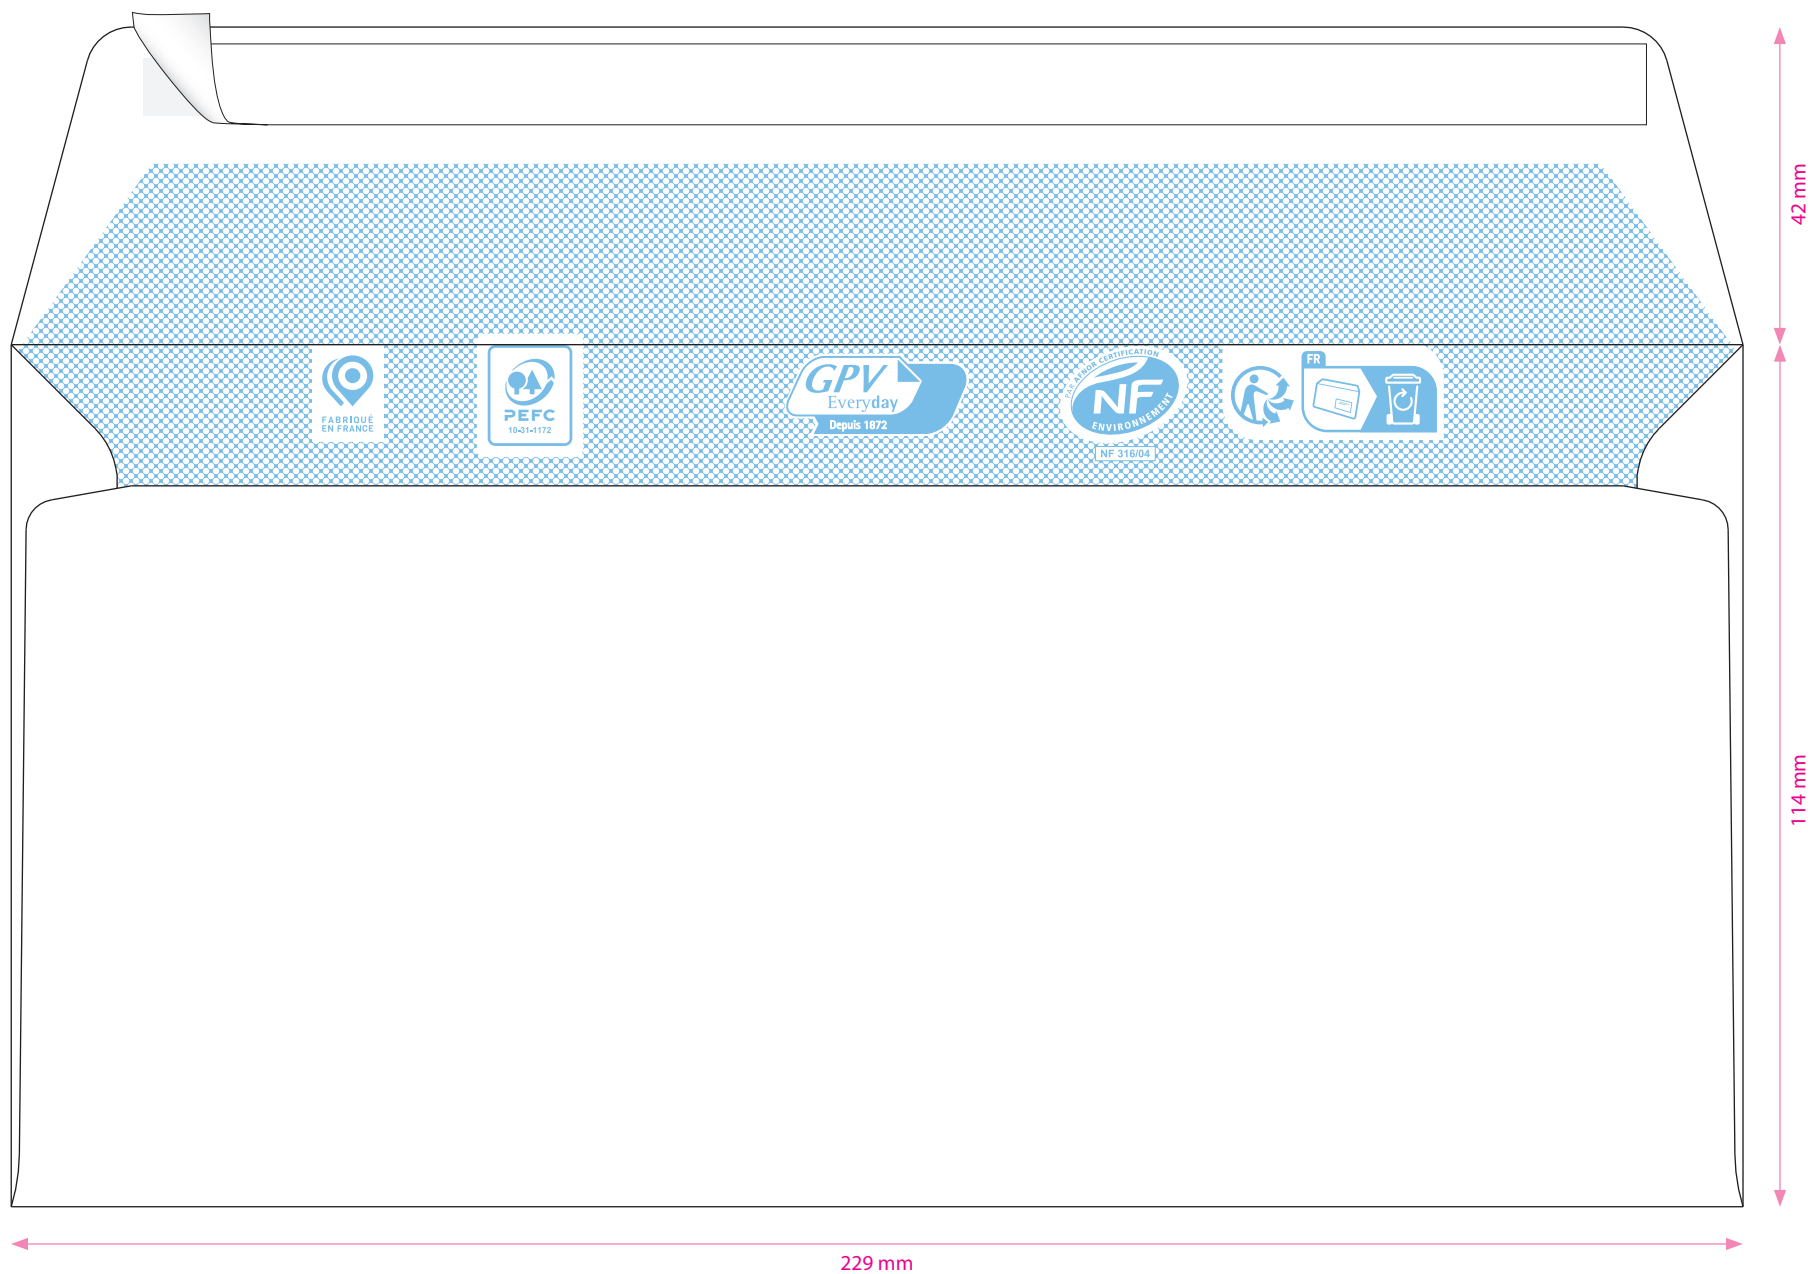 42 mm
FABRIQUÉ
EN FRANCE
PEFC
10-31-1172
GPV
Everyday
Depuis 1872
PAR AFNOR CERTIFICATION
NF
ENVIRONNEMENT
NF 316/04
FR
114 mm
229 mm